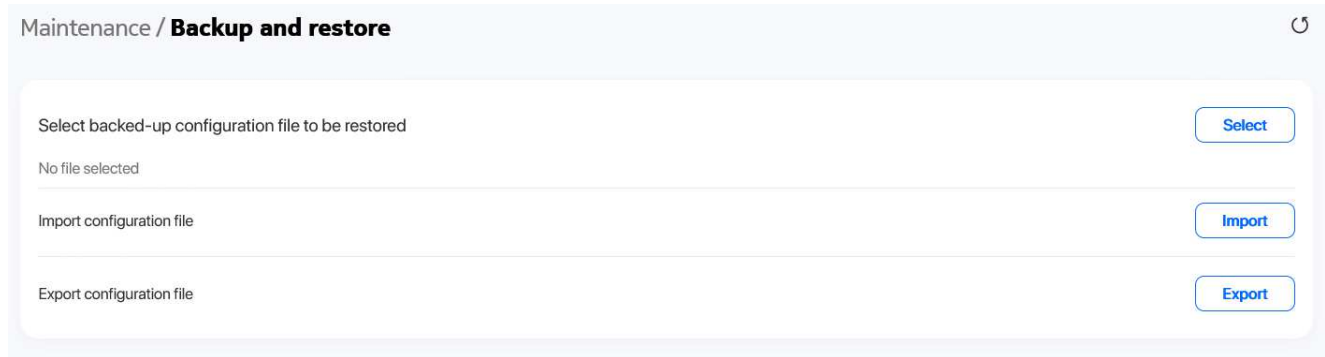 Maintenance / Backup and restore
Select backed-up configuration file to be restored
Select
No file selected
Import configuration file
Import
Export configuration file
Export